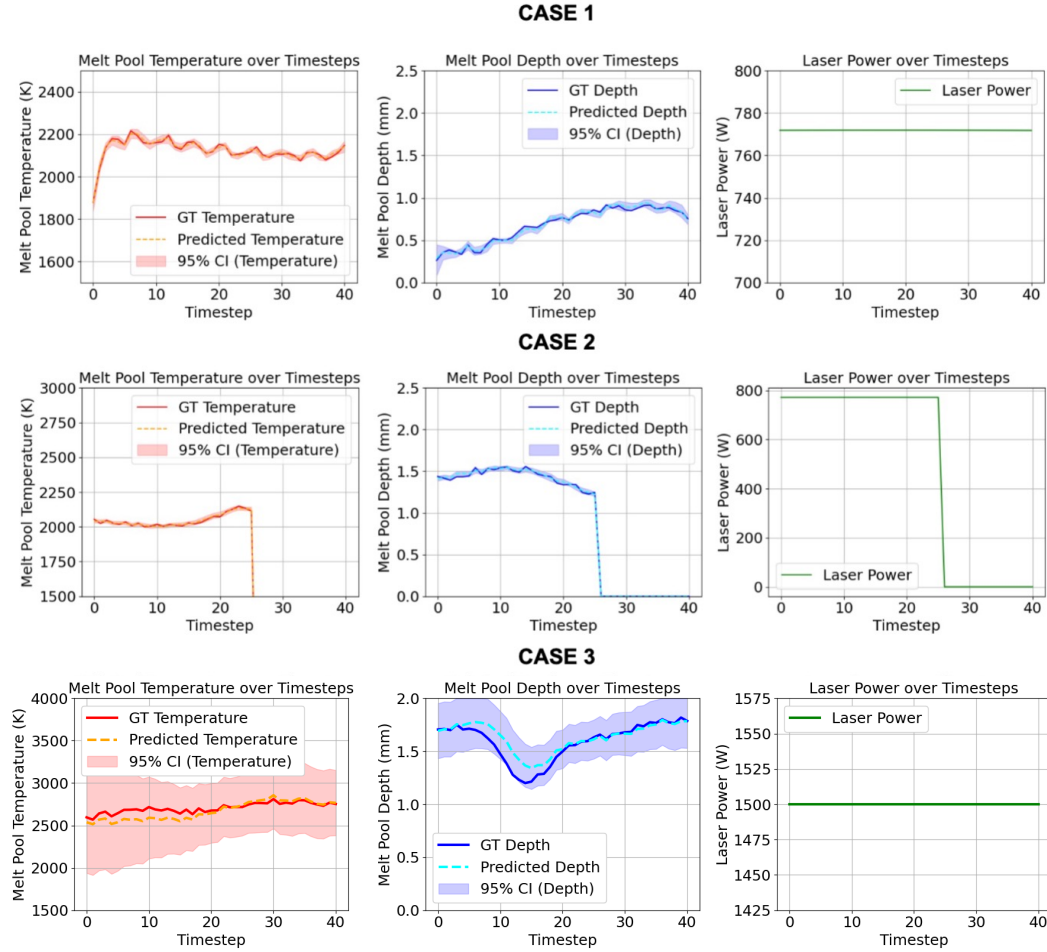 CASE 1
Melt Pool Temperature over Timesteps
Melt Pool Temperature (K)
2400
2200
2000
1800
1600
GT Temperature
Predicted Temperature
95% CI (Temperature)
0 10 20 30 40
Timestep
Melt Pool Depth over Timesteps
Melt Pool Depth (mm)
2.5
2.0
1.5
1.0
0.5
0.0
GT Depth
Predicted Depth
95% CI (Depth)
0 10 20 30 40
Timestep
Laser Power over Timesteps
Laser Power (W)
800
780
760
740
720
700
Laser Power
0 10 20 30 40
Timestep
CASE 2
Melt Pool Temperature over Timesteps
Melt Pool Temperature (K)
3000
2750
2500
2250
2000
1750
1500
GT Temperature
Predicted Temperature
95% CI (Temperature)
0 10 20 30 40
Timestep
Melt Pool Depth over Timesteps
Melt Pool Depth (mm)
2.5
2.0
1.5
1.0
0.5
0.0
GT Depth
Predicted Depth
95% CI (Depth)
0 10 20 30 40
Timestep
Laser Power over Timesteps
Laser Power (W)
800
600
400
200
0
Laser Power
0 10 20 30 40
Timestep
CASE 3
Melt Pool Temperature over Timesteps
Melt Pool Temperature (K)
4000
3500
3000
2500
2000
1500
GT Temperature
Predicted Temperature
95% CI (Temperature)
0 10 20 30 40
Timestep
Melt Pool Depth over Timesteps
Melt Pool Depth (mm)
2.0
1.5
1.0
0.5
0.0
GT Depth
Predicted Depth
95% CI (Depth)
0 10 20 30 40
Timestep
Laser Power over Timesteps
Laser Power (W)
1575
1550
1525
1500
1475
1450
1425
Laser Power
0 10 20 30 40
Timestep